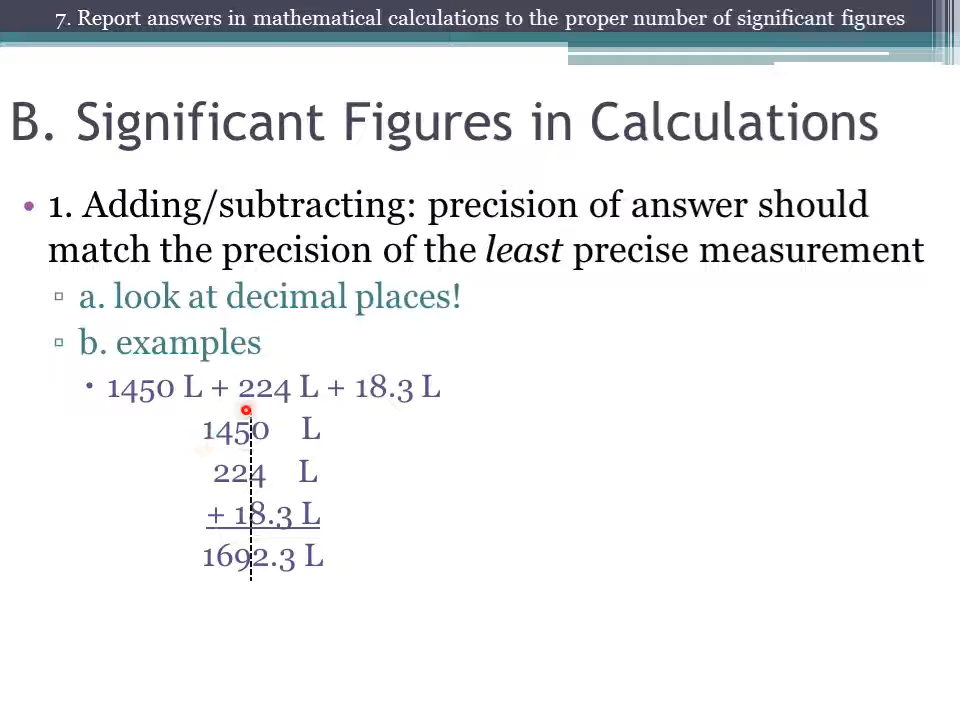 7. Report answers in mathematical calculations to the proper number of significant figures
B. Significant Figures in Calculations
• 1. Adding/subtracting: precision of answer should
match the precision of the least precise measurement
▫ a. look at decimal places!
▫ b. examples
▪ 1450 L + 224 L + 18.3 L
1450 L
224 L
+ 18.3 L
1692.3 L